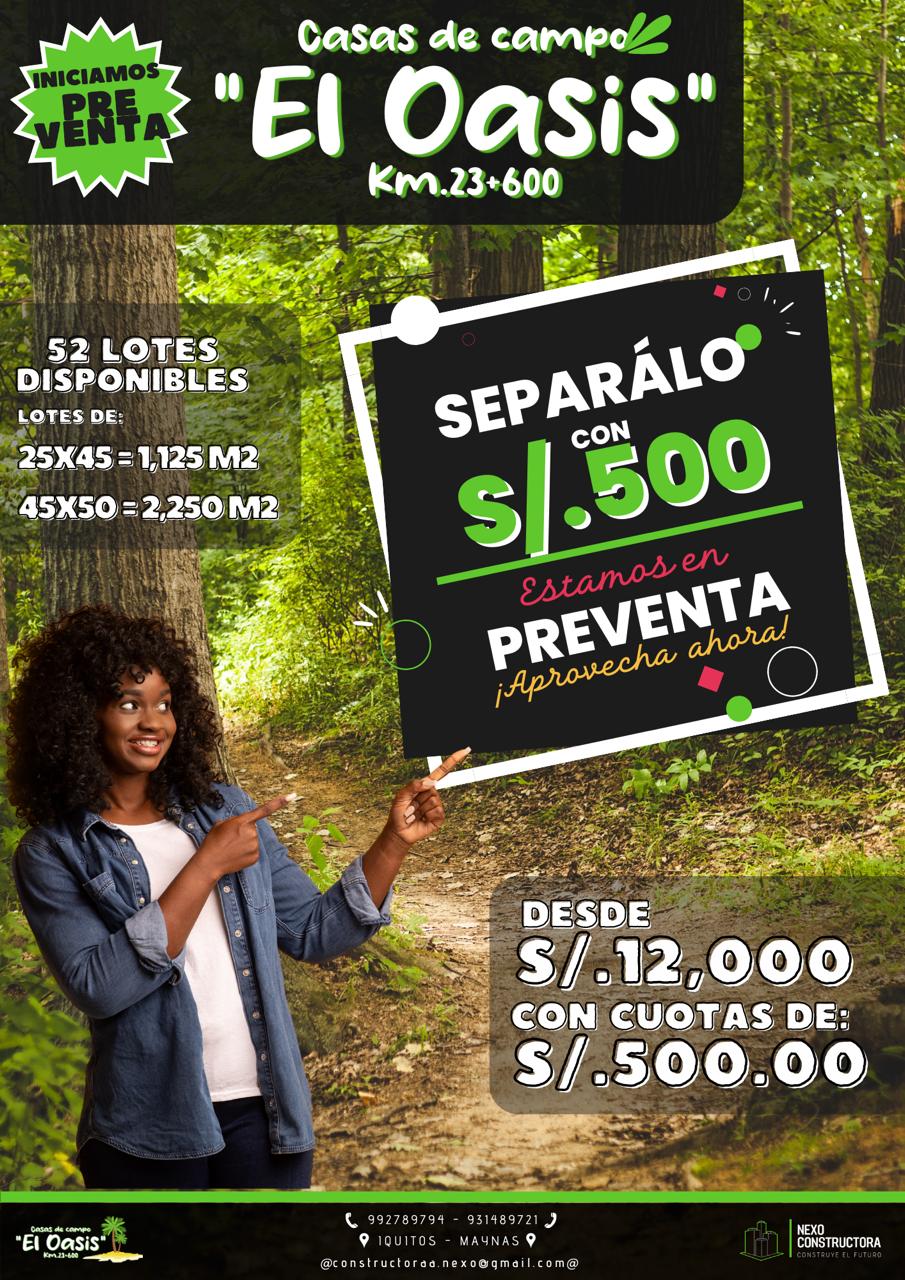 INICIAMOS
PRE
VENTA
Casas de campo
"El Oasis"
Km.23+600
52 LOTES
DISPONIBLES
LOTES DE:
25X45 = 1,125 M2
45X50 = 2,250 M2
SEPARÁLO
CON
S/.500
Estamos en
PREVENTA
¡Aprovecha ahora!
DESDE
S/.12,000
CON CUOTAS DE:
S/.500.00
Casas de campo
"El Oasis"
Km.23+600
992789794 - 931489721
IQUITOS - MAYNAS
@constructoraa.nexo@gmail.com@
NEXO
CONSTRUCTORA
CONSTRUYE EL FUTURO